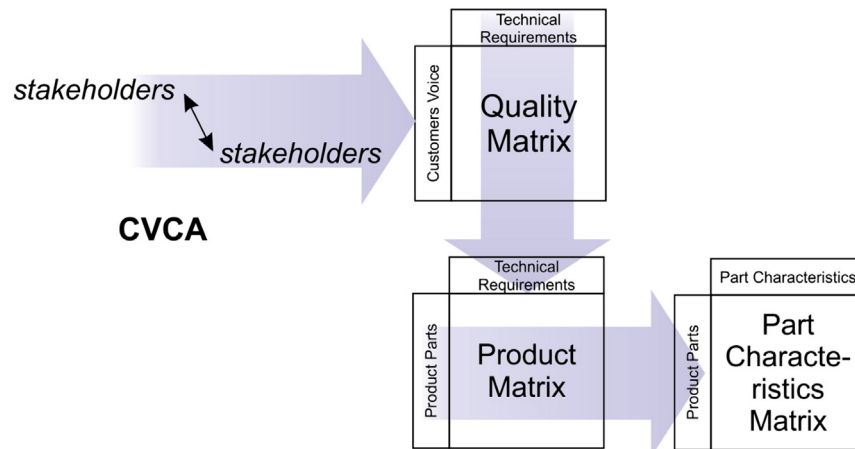 Technical
Requirements
stakeholders
Customers Voice
Quality
Matrix
stakeholders
CVCA
Technical
Requirements
Part Characteristics
Product Parts
Product
Matrix
Product Parts
Part
Characte-
ristics
Matrix